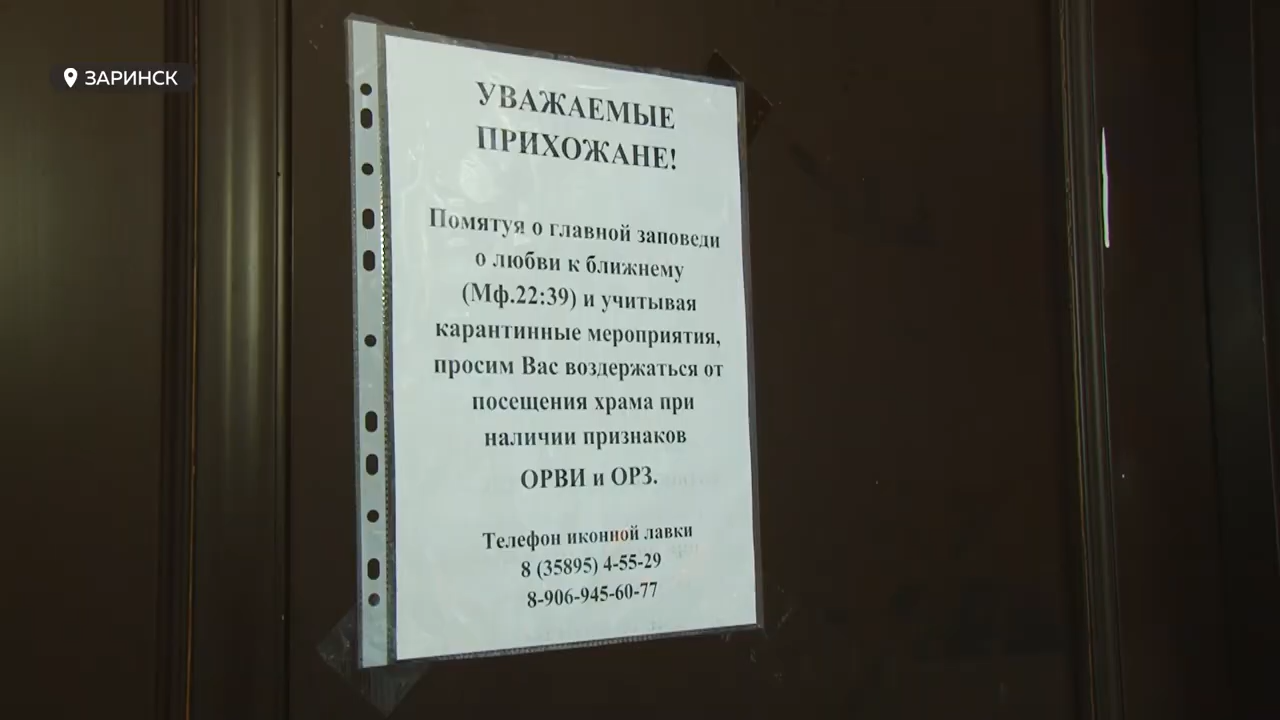 ЗАРИНСК
УВАЖАЕМЫЕ
ПРИХОЖАНЕ!
Помятуя о главной заповеди
о любви к ближнему
(Мф.22:39) и учитывая
карантинные мероприятия,
просим Вас воздержаться от
посещения храма при
наличии признаков
ОРВИ и ОРЗ.
Телефон иконной лавки
8 (35895) 4-55-29
8-906-945-60-77